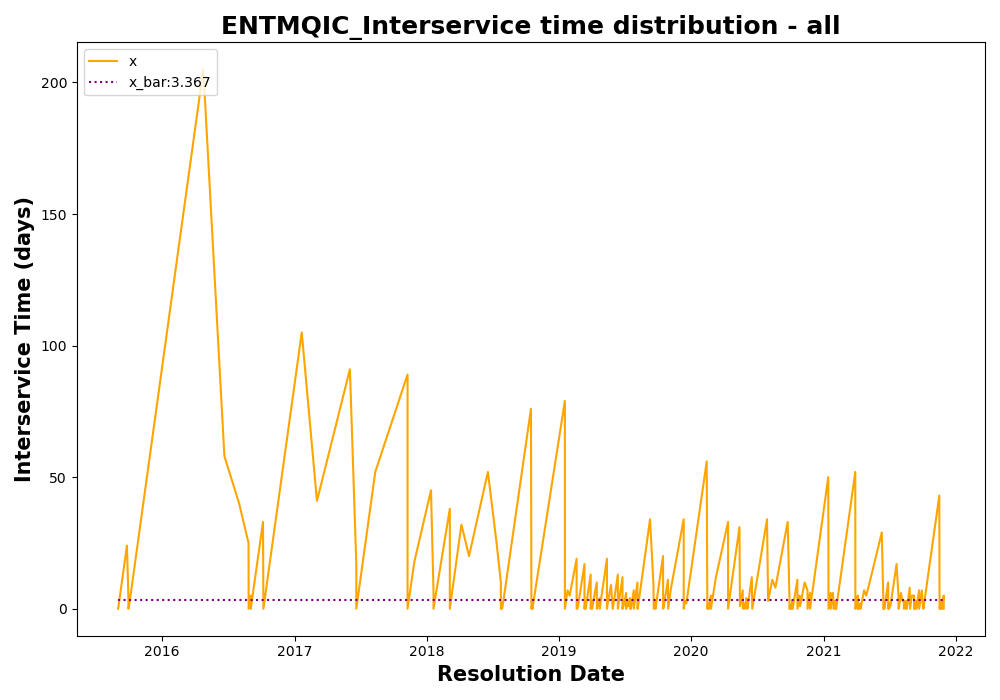 ENTMQIC_Interservice time distribution - all
x
x_bar:3.367
Interservice Time (days)
200
150
100
50
0
2016 2017 2018 2019 2020 2021 2022
Resolution Date